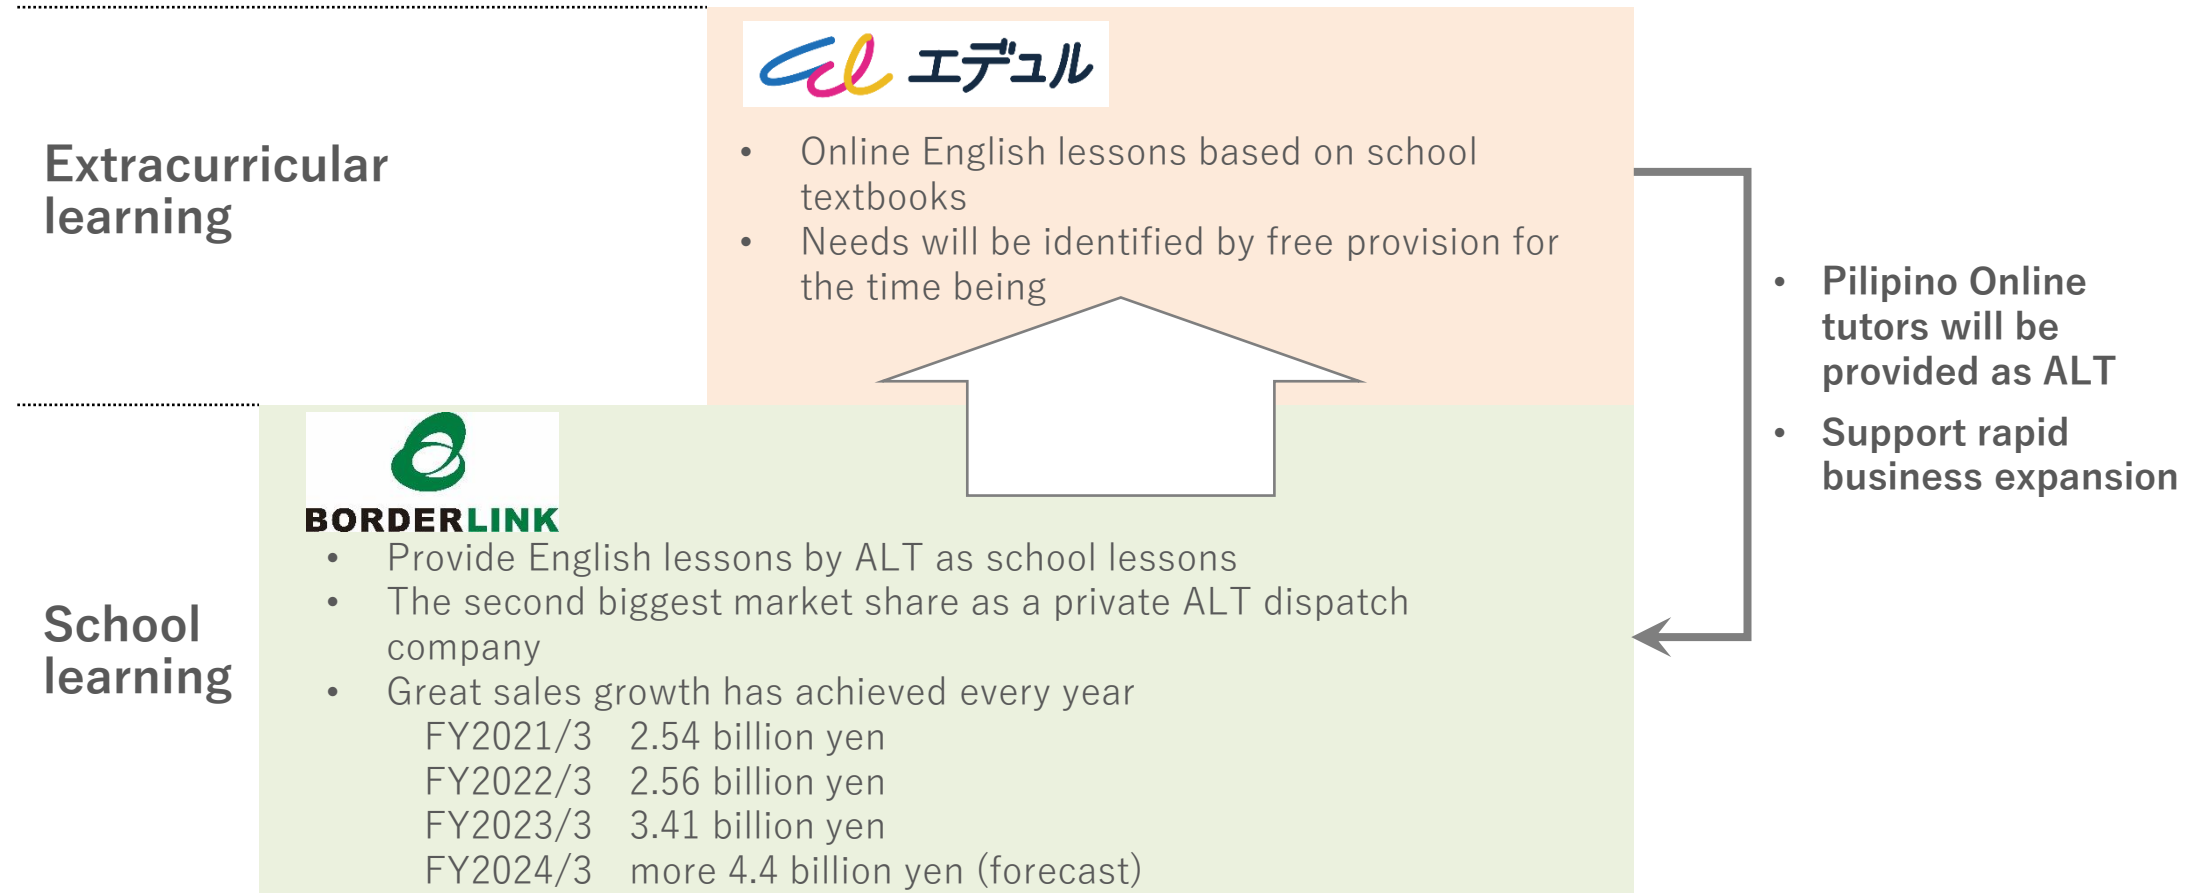 エデュル
Extracurricular
learning
• Online English lessons based on school
textbooks
• Needs will be identified by free provision for
the time being
• Pilipino Online
tutors will be
provided as ALT
• Support rapid
business expansion
BORDERLINK
School
learning
• Provide English lessons by ALT as school lessons
• The second biggest market share as a private ALT dispatch
company
• Great sales growth has achieved every year
FY2021/3 2.54 billion yen
FY2022/3 2.56 billion yen
FY2023/3 3.41 billion yen
FY2024/3 more 4.4 billion yen (forecast)